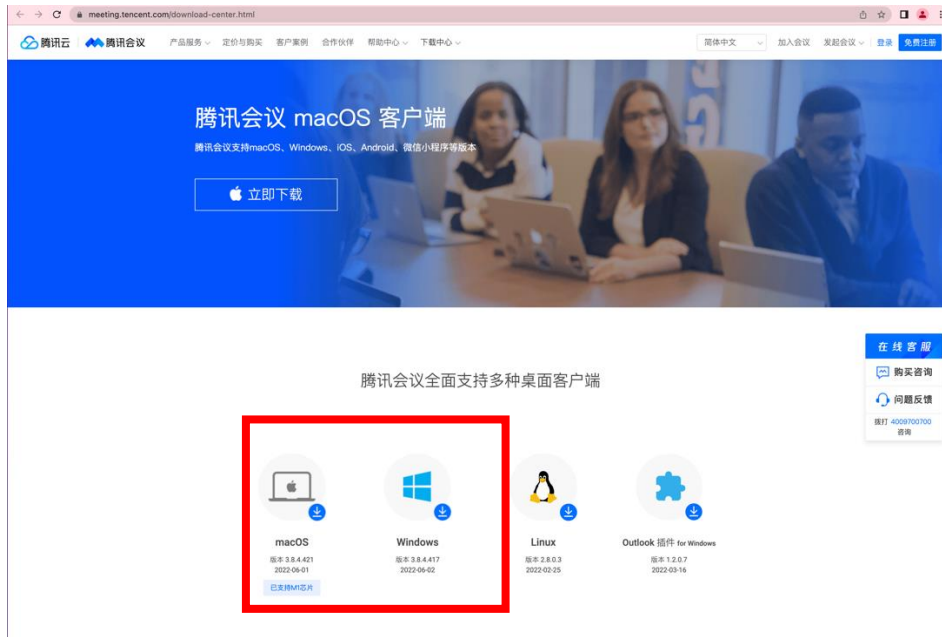 meeting.tencent.com/download-center.html
腾讯云 腾讯会议 产品服务 定价与购买 客户案例 合作伙伴 帮助中心 下载中心 简体中文 加入会议 发起会议 登录 免费注册
腾讯会议 macOS 客户端
腾讯会议支持macOS、Windows、iOS、Android、微信小程序等版本
立即下载
在线客服
购买咨询
问题反馈
拨打 4009700700
咨询
腾讯会议全面支持多种桌面客户端
macOS Windows Linux Outlook 插件 for Windows
版本 3.8.4.421 版本 3.8.4.417 版本 2.8.0.3 版本 1.2.0.7
2022-06-01 2022-06-02 2022-02-25 2022-03-16
已支持M1芯片